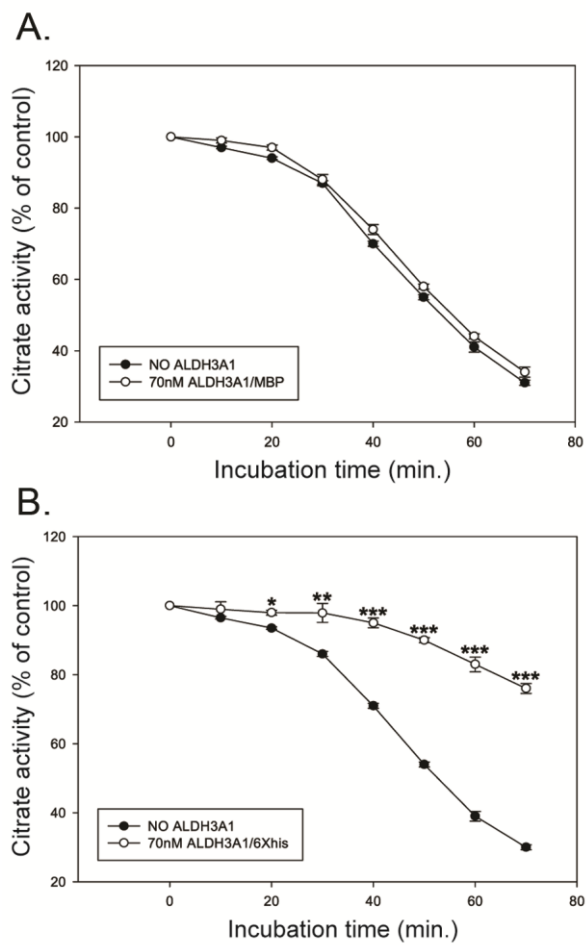 A.
120
100
80
60
40
20
Citrate activity (% of control)
NO ALDH3A1
70nM ALDH3A1/MBP
0 20 40 60 80
Incubation time (min.)
B.
120
100
80
60
40
20
Citrate activity (% of control)
* ** *** *** *** ***
NO ALDH3A1
70nM ALDH3A1/6Xhis
0 20 40 60 80
Incubation time (min.)